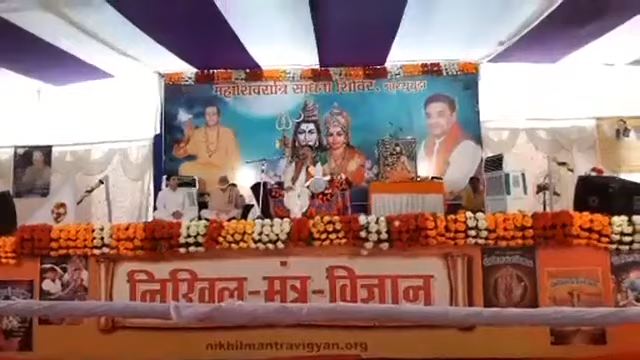 महाशिवरात्रि साधना शिविर,
निखिल-मंत्र-विज्ञान
nikhilmantravigyan.org